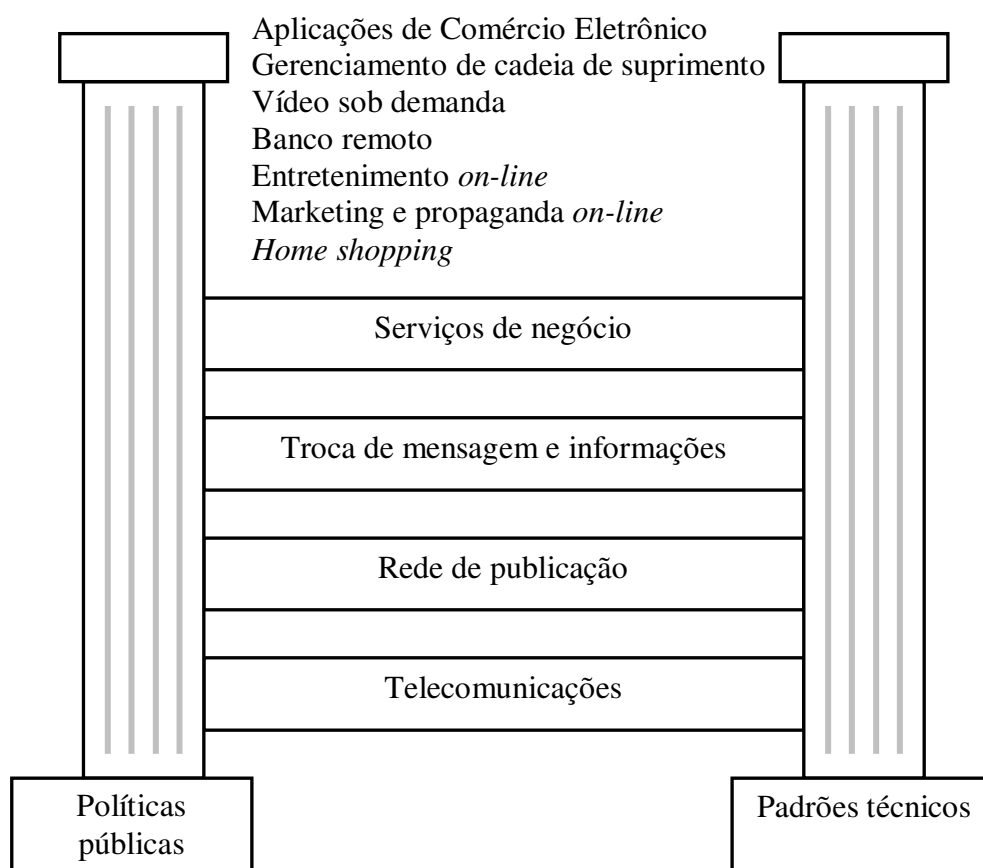 Aplicações de Comércio Eletrônico
Gerenciamento de cadeia de suprimento
Vídeo sob demanda
Banco remoto
Entretenimento on-line
Marketing e propaganda on-line
Home shopping
Serviços de negócio
Troca de mensagem e informações
Rede de publicação
Telecomunicações
Políticas
públicas
Padrões técnicos